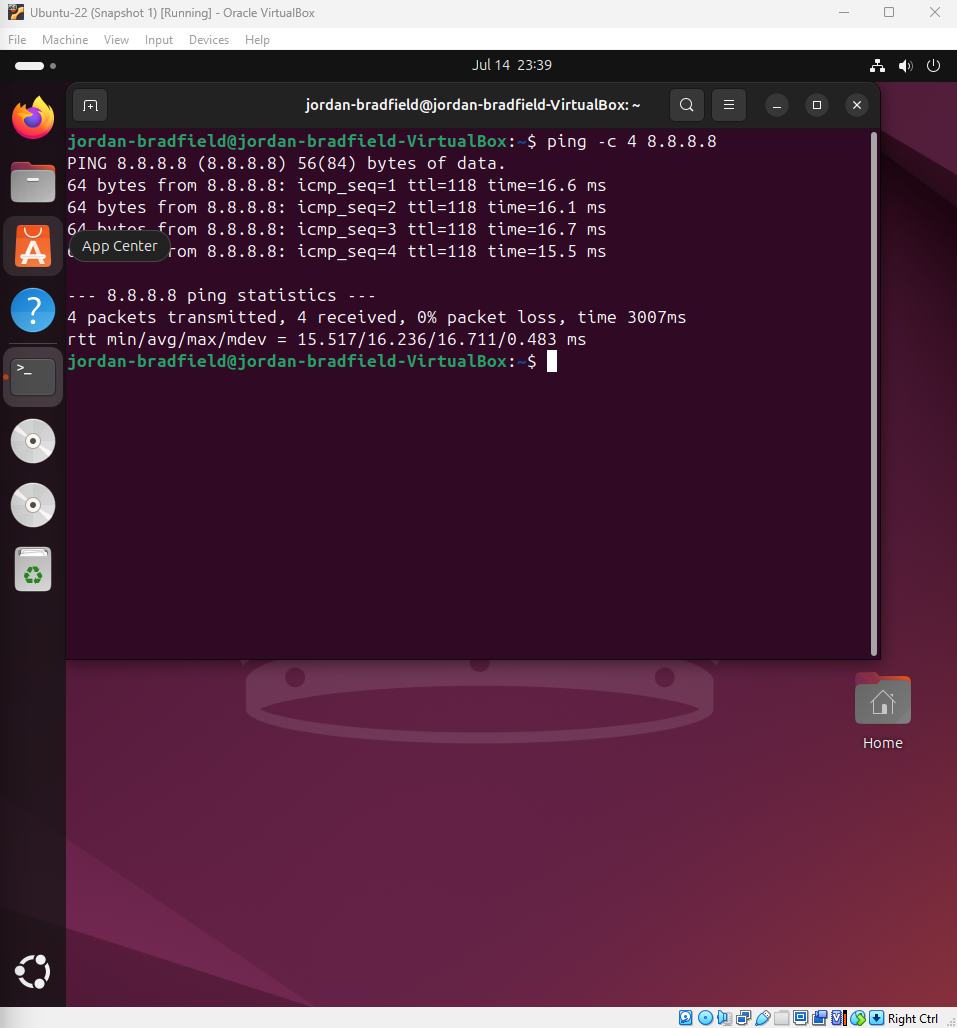 Ubuntu-22 (Snapshot 1) [Running] - Oracle VirtualBox
File Machine View Input Devices Help
Jul 14 23:39
jordan-bradfield@jordan-bradfield-VirtualBox: ~
jordan-bradfield@jordan-bradfield-VirtualBox:~$ ping -c 4 8.8.8.8
PING 8.8.8.8 (8.8.8.8) 56(84) bytes of data.
64 bytes from 8.8.8.8: icmp_seq=1 ttl=118 time=16.6 ms
64 bytes from 8.8.8.8: icmp_seq=2 ttl=118 time=16.1 ms
64 bytes from 8.8.8.8: icmp_seq=3 ttl=118 time=16.7 ms
App Center
from 8.8.8.8: icmp_seq=4 ttl=118 time=15.5 ms
--- 8.8.8.8 ping statistics ---
4 packets transmitted, 4 received, 0% packet loss, time 3007ms
rtt min/avg/max/mdev = 15.517/16.236/16.711/0.483 ms
jordan-bradfield@jordan-bradfield-VirtualBox:~$
Home
Right Ctrl